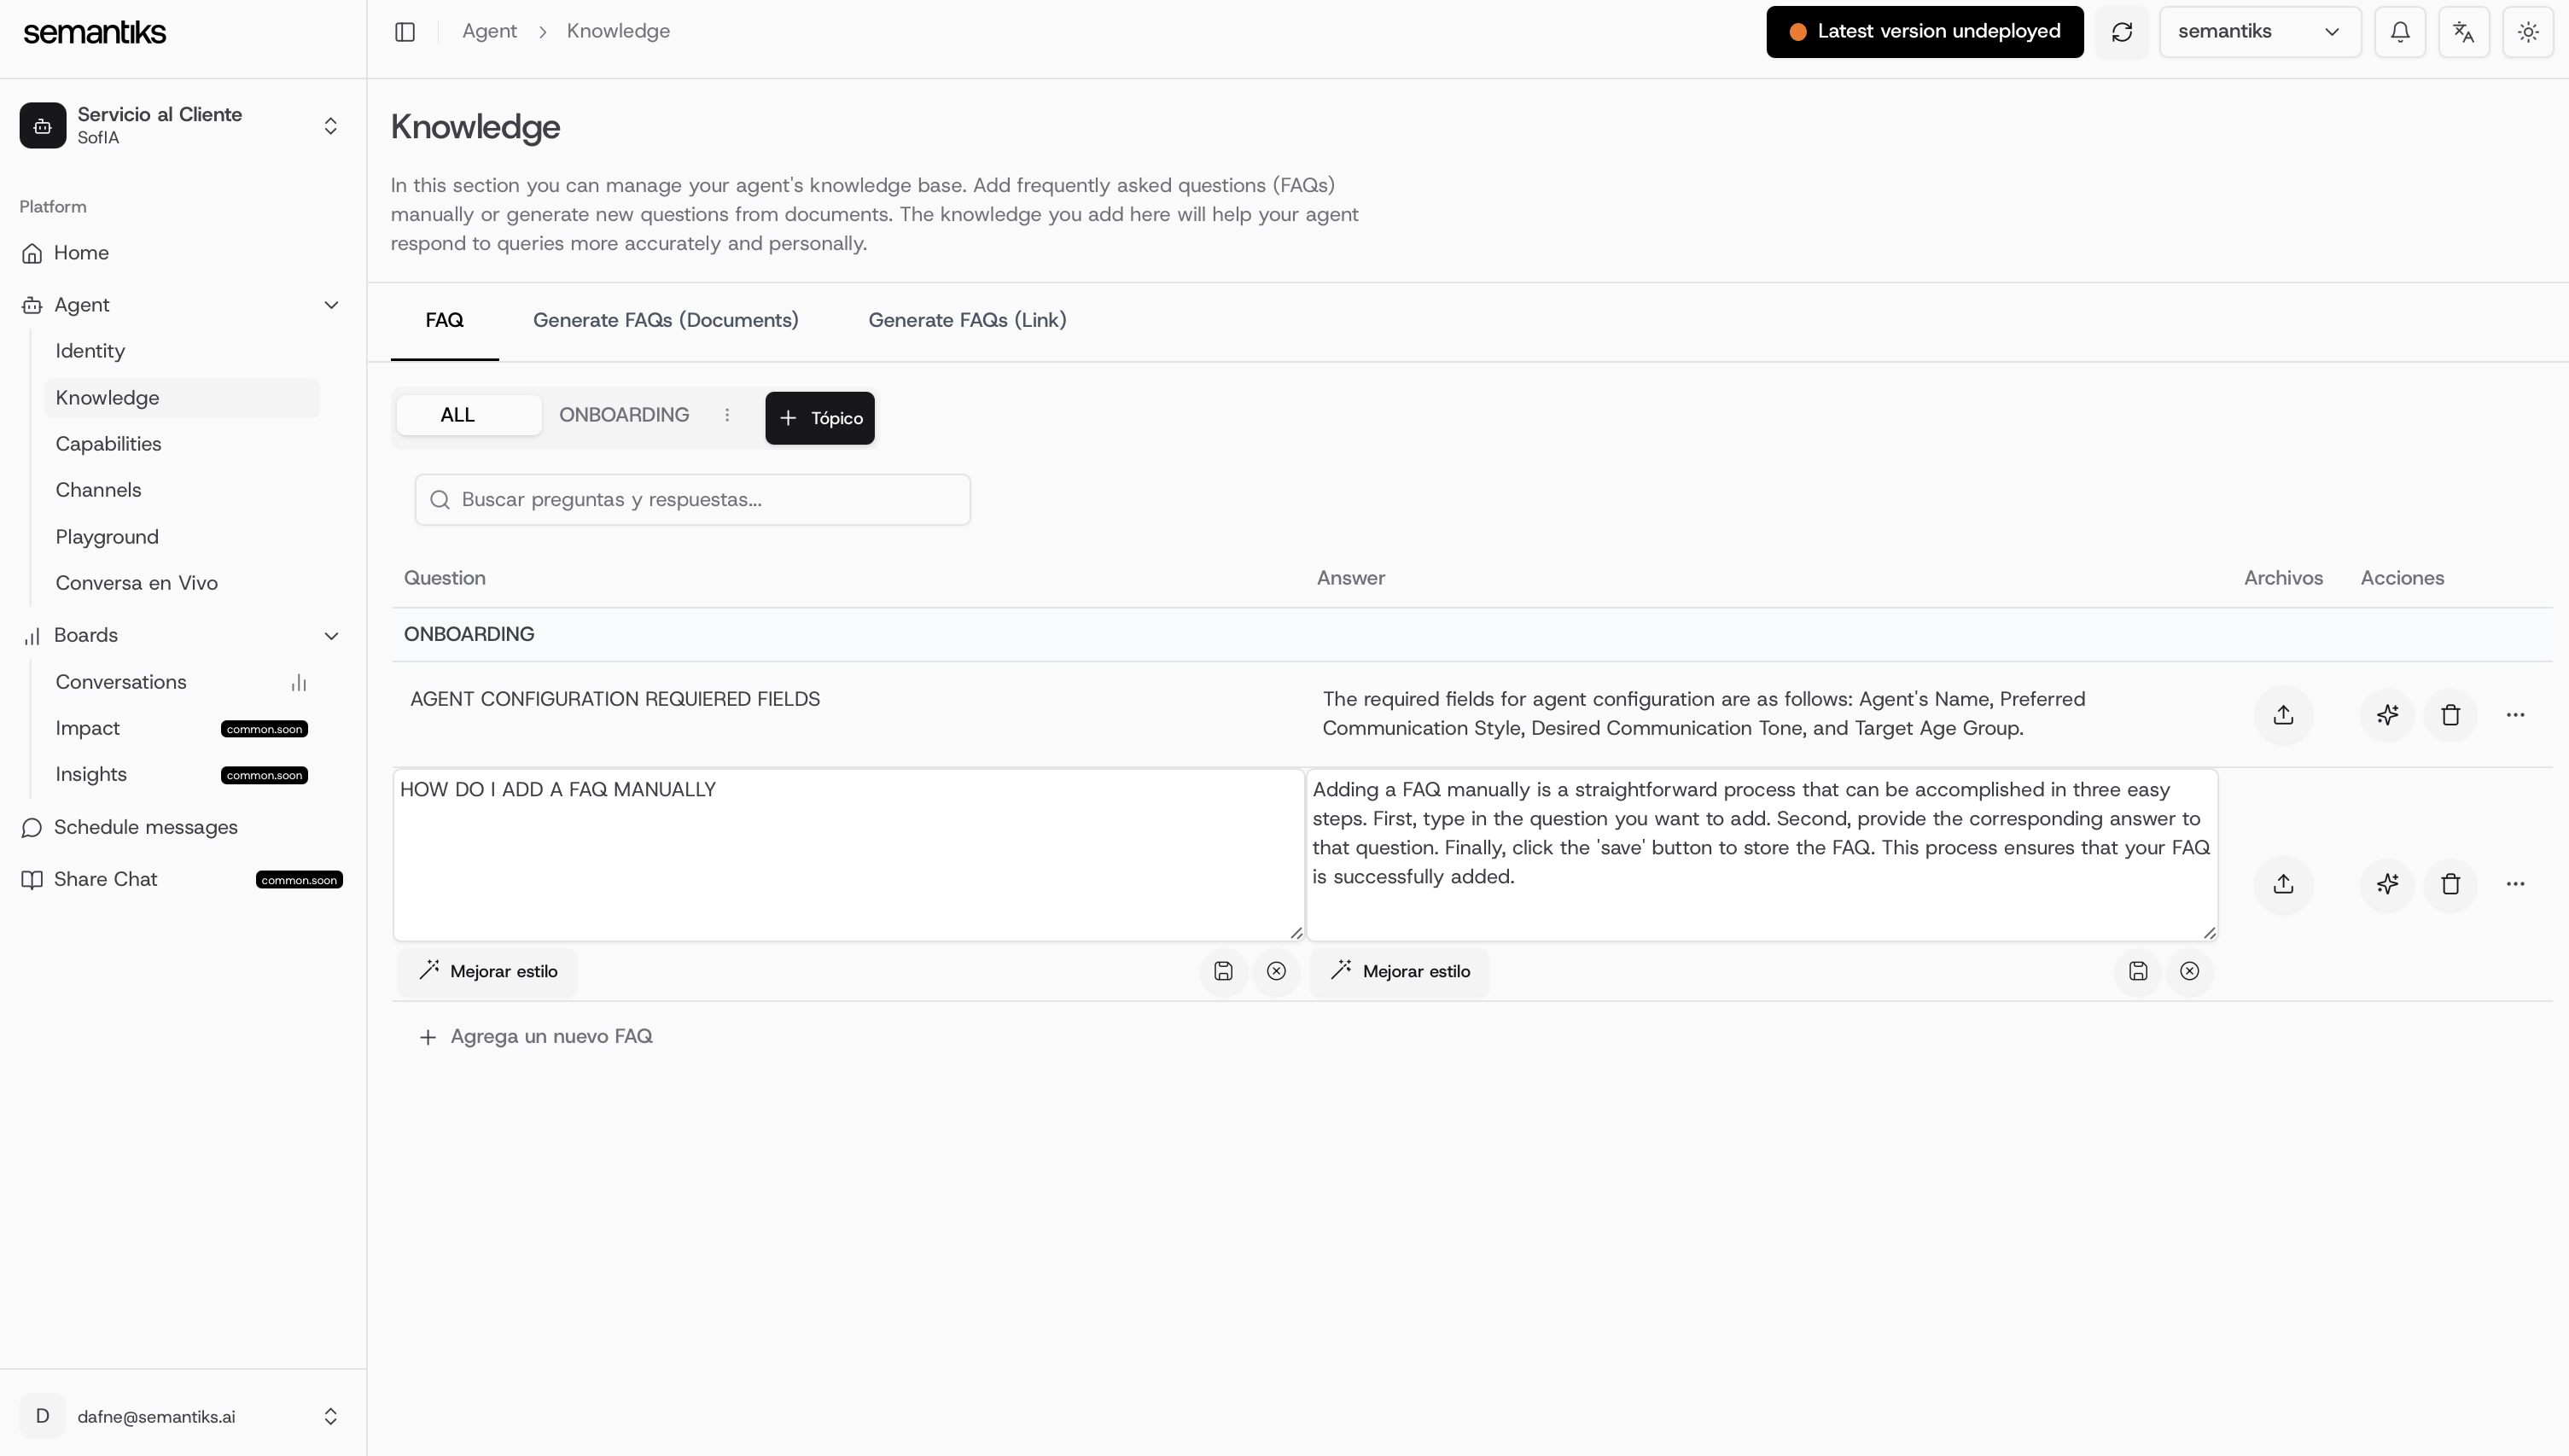 semantiks
Agent > Knowledge
Latest version undeployed
semantiks
Servicio al Cliente
SofIA
Platform
Home
Agent
Identity
Knowledge
Capabilities
Channels
Playground
Conversa en Vivo
Boards
Conversations
Impact common.soon
Insights common.soon
Schedule messages
Share Chat common.soon
D dafne@semantiks.ai
Knowledge
In this section you can manage your agent's knowledge base. Add frequently asked questions (FAQs)
manually or generate new questions from documents. The knowledge you add here will help your agent
respond to queries more accurately and personally.
FAQ Generate FAQs (Documents) Generate FAQs (Link)
ALL ONBOARDING + Tópico
Buscar preguntas y respuestas...
Question Answer Archivos Acciones
ONBOARDING
AGENT CONFIGURATION REQUIERED FIELDS
The required fields for agent configuration are as follows: Agent's Name, Preferred
Communication Style, Desired Communication Tone, and Target Age Group.
HOW DO I ADD A FAQ MANUALLY
Adding a FAQ manually is a straightforward process that can be accomplished in three easy
steps. First, type in the question you want to add. Second, provide the corresponding answer to
that question. Finally, click the 'save' button to store the FAQ. This process ensures that your FAQ
is successfully added.
Mejorar estilo Mejorar estilo
+ Agrega un nuevo FAQ